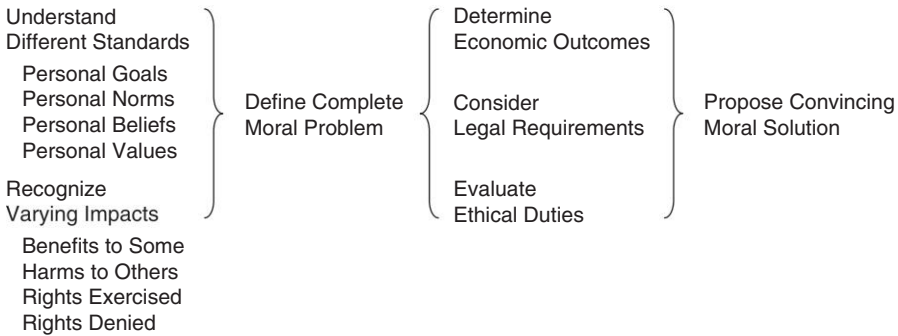 Understand
Different Standards
Personal Goals
Personal Norms
Personal Beliefs
Personal Values
Recognize
Varying Impacts
Benefits to Some
Harms to Others
Rights Exercised
Rights Denied
Define Complete
Moral Problem
Determine
Economic Outcomes
Consider
Legal Requirements
Evaluate
Ethical Duties
Propose Convincing
Moral Solution